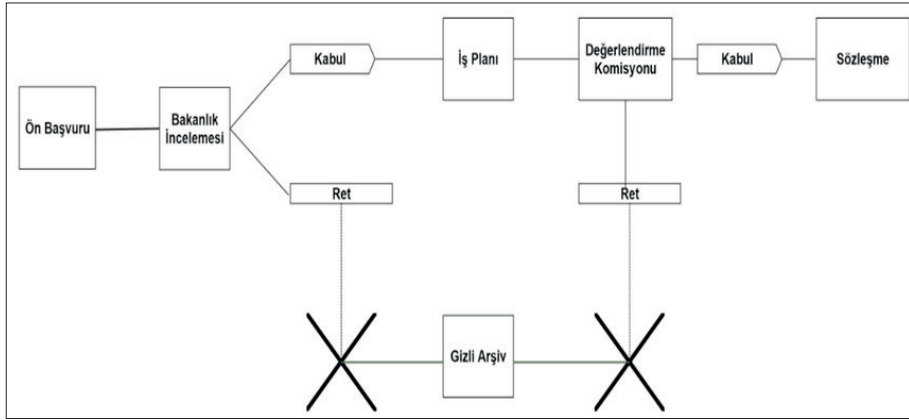 Kabul
İş Planı
Değerlendirme
Komisyonu
Kabul
Sözleşme
Ön Başvuru
Bakanlık
İncelemesi
Ret
Ret
Gizli Arşiv